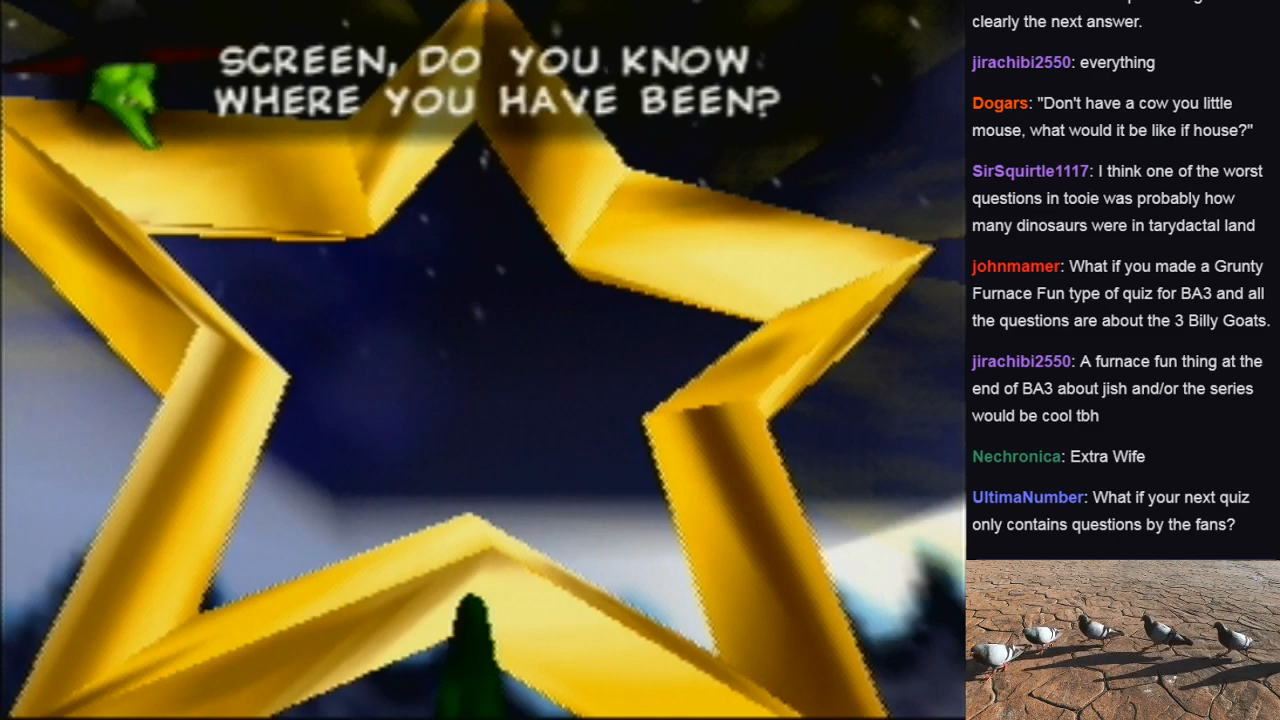 SCREEN, DO YOU KNOW
WHERE YOU HAVE BEEN?
clearly the next answer.
jirachibi2550: everything
Dogars: "Don't have a cow you little
mouse, what would it be like if house?"
SirSquirtle1117: I think one of the worst
questions in tooie was probably how
many dinosaurs were in tarydactal land
johnmamer: What if you made a Grunty
Furnace Fun type of quiz for BA3 and all
the questions are about the 3 Billy Goats.
jirachibi2550: A furnace fun thing at the
end of BA3 about jish and/or the series
would be cool tbh
Nechronica: Extra Wife
UltimaNumber: What if your next quiz
only contains questions by the fans?